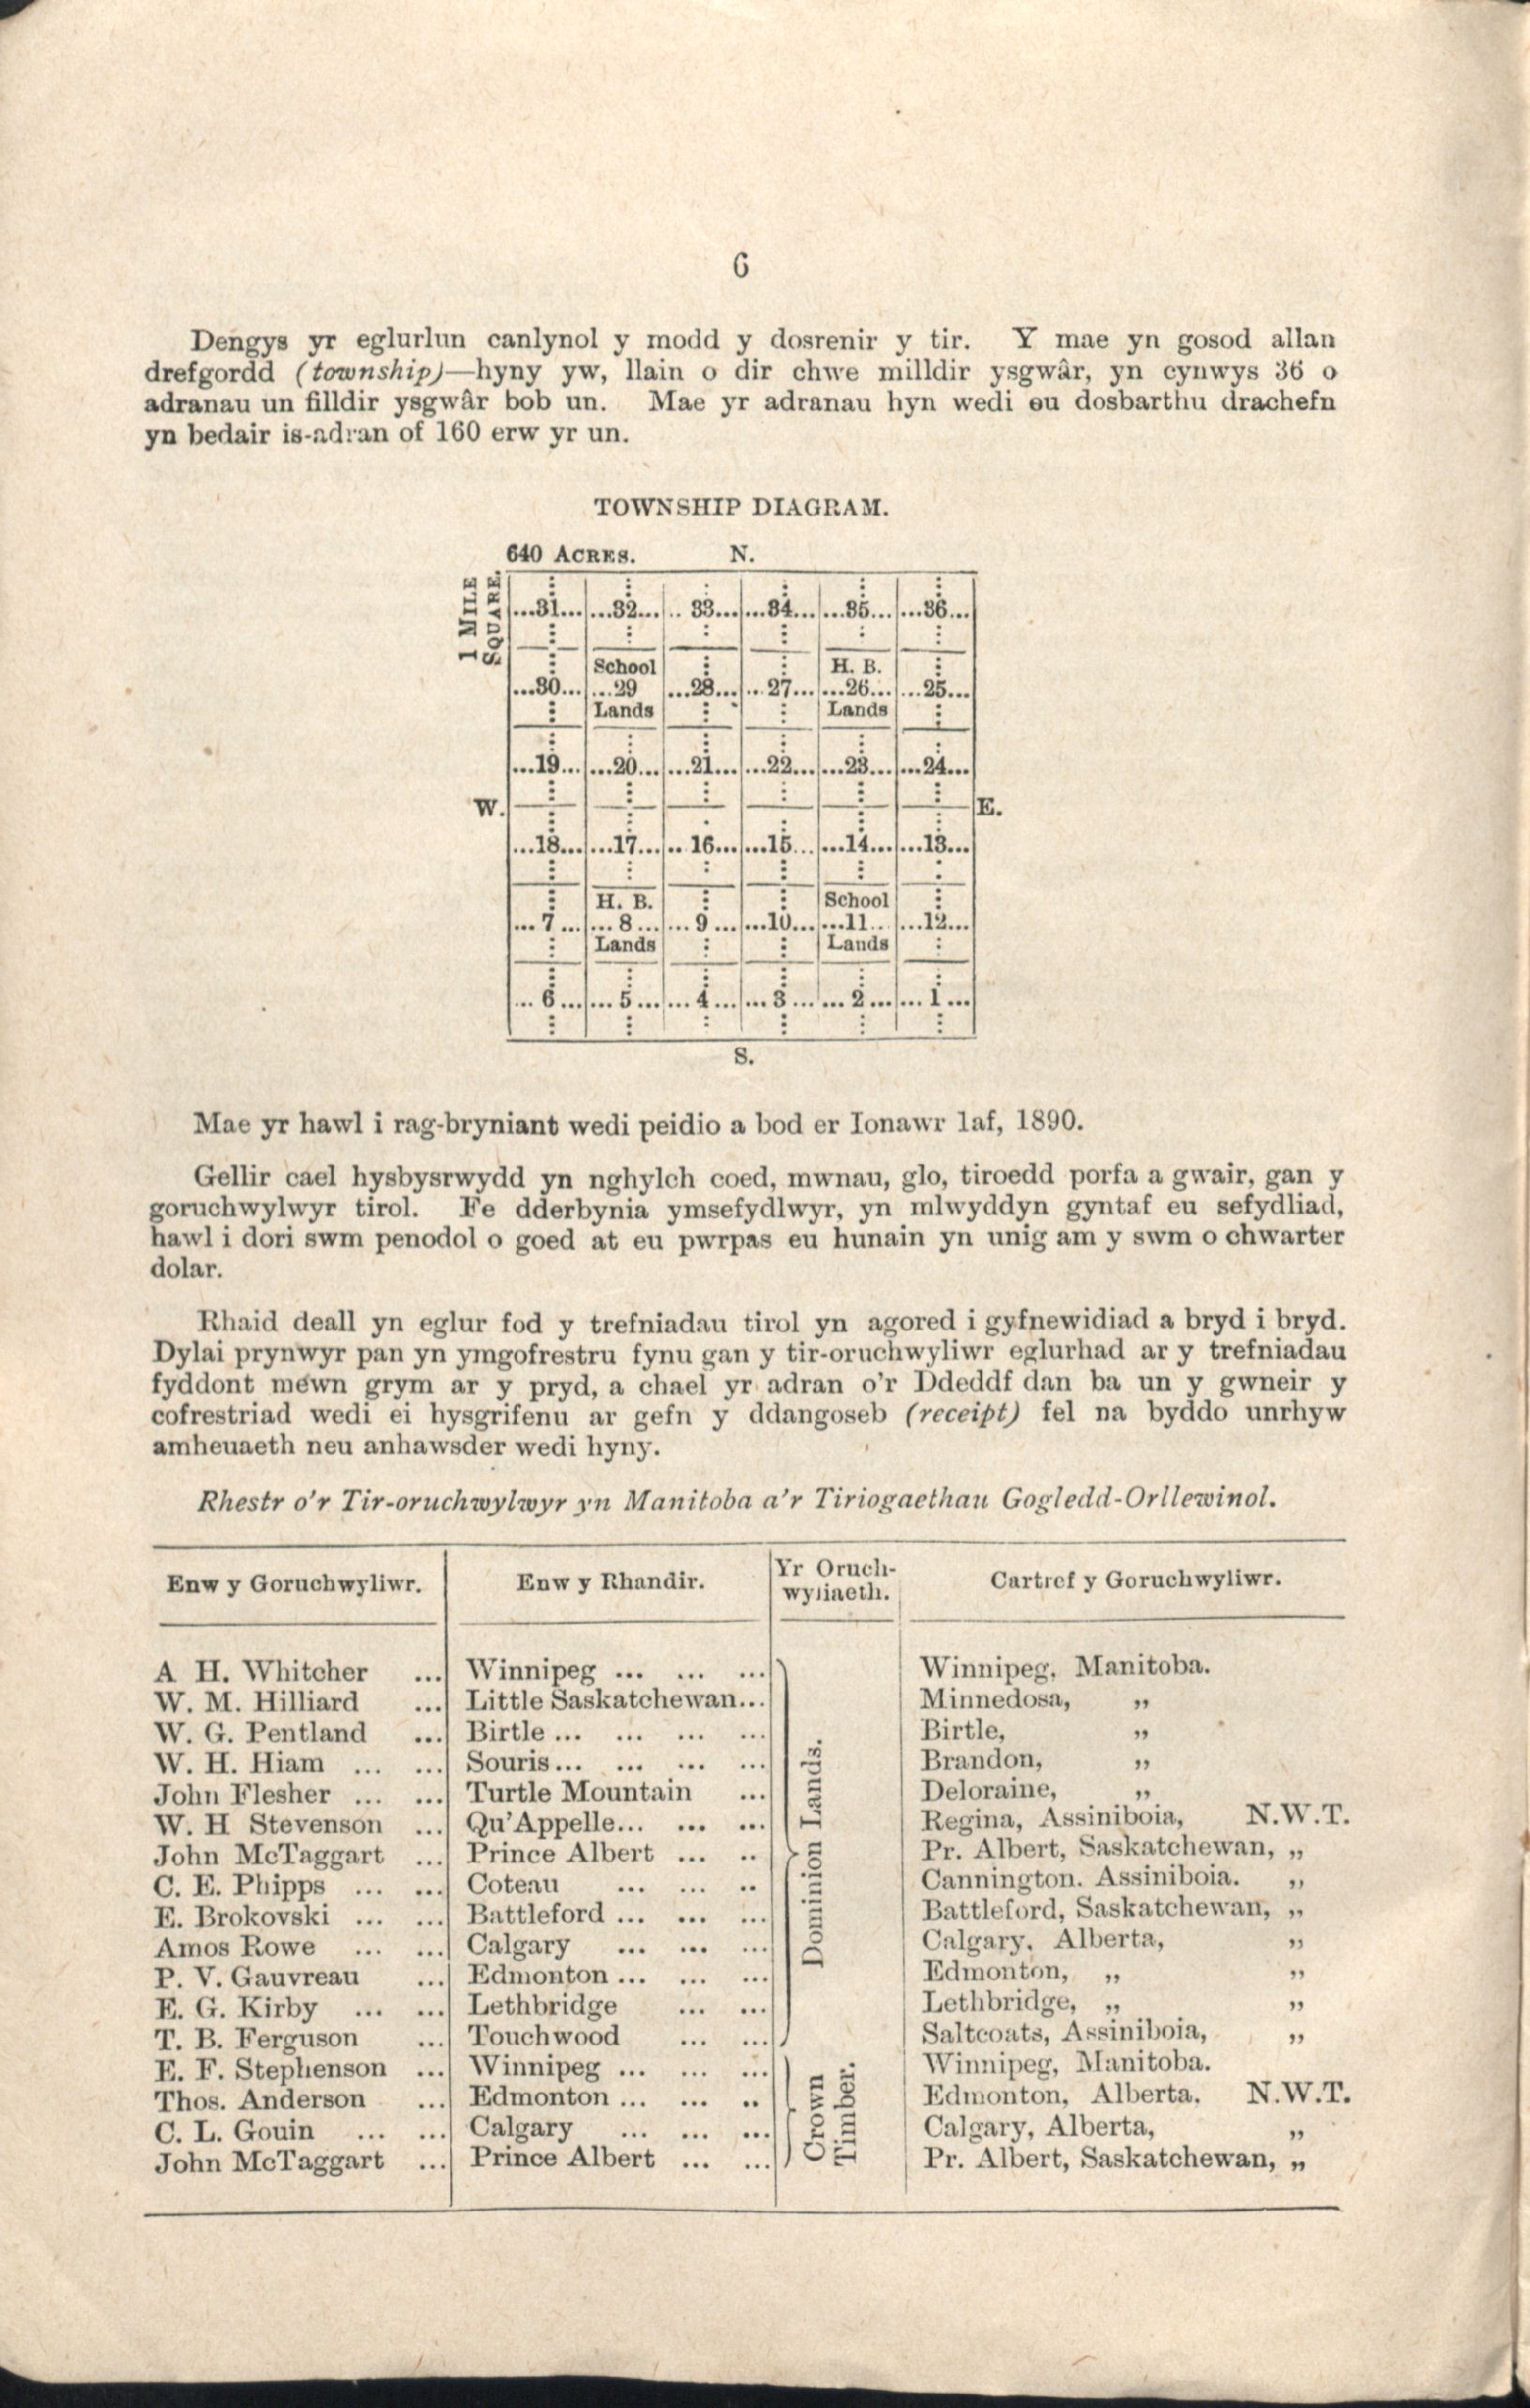 6
Dengys yr eglurlun canlynol y modd y dosrenir y tir. Y mae yn gosod allan
drefgordd (township)—hyny yw, llain o dir chwe milldir ysgwâr, yn cynwys 36 o
adranau un filldir ysgwâr bob un. Mae yr adranau hyn wedi eu dosbarthu drachefn
yn bedair is-adran of 160 erw yr un.
TOWNSHIP DIAGRAM.
640 ACRES. N.
1 MILE
SQUARE.
...31... ...32... .. 33... ...34... ...35... ...36...
School H. B.
...30... ...29 ...28... .. 27... ...26... ...25...
Lands Lands
...19... ...20... ...21... ...22... ...23... ...24...
W. E.
...18... ...17... .. 16... ...15... ...14... ...13...
H. B. School
... 7 ... ... 8 ... ... 9 ... ...10... ...11.. ...12...
Lands Lands
... 6 ... ... 5 ... ... 4 ... ... 3 ... ... 2 ... ... 1 ...
S.
Mae yr hawl i rag-bryniant wedi peidio a bod er Ionawr 1af, 1890.
Gellir cael hysbysrwydd yn nghylch coed, mwnau, glo, tiroedd porfa a gwair, gan y
goruchwylwyr tirol. Fe dderbynia ymsefydlwyr, yn mlwyddyn gyntaf eu sefydliad,
hawl i dori swm penodol o goed at eu pwrpas eu hunain yn unig am y swm o chwarter
dolar.
Rhaid deall yn eglur fod y trefniadau tirol yn agored i gyfnewidiad a bryd i bryd.
Dylai prynwyr pan yn ymgofrestru fynu gan y tir-oruchwyliwr eglurhad ar y trefniadau
fyddont mewn grym ar y pryd, a chael yr adran o'r Ddeddf dan ba un y gwneir y
cofrestriad wedi ei hysgrifenu ar gefn y ddangoseb (receipt) fel na byddo unrhyw
amheuaeth neu anhawsder wedi hyny.
Rhestr o'r Tir-oruchwylwyr yn Manitoba a'r Tiriogaethau Gogledd-Orllewinol.
Enw y Goruchwyliwr. Enw y Rhandir. Yr Oruch-wyliaeth. Cartref y Goruchwyliwr.
A H. Whitcher ... Winnipeg ... ... ... Winnipeg, Manitoba.
W. M. Hilliard ... Little Saskatchewan... Minnedosa, „
W. G. Pentland ... Birtle ... ... ... ... Birtle, „
W. H. Hiam ... ... Souris ... ... ... ... Brandon, „
John Flesher ... ... Turtle Mountain ... Deloraine, „
W. H Stevenson ... Qu'Appelle... ... ... Regina, Assiniboia, N.W.T.
John McTaggart ... Prince Albert ... .. Pr. Albert, Saskatchewan, „
C. E. Phipps ... ... Coteau ... ... .. Cannington. Assiniboia. „
E. Brokovski ... ... Battleford ... ... ... Battleford, Saskatchewan, „
Amos Rowe ... ... Calgary ... ... ... Calgary, Alberta, „
P. V. Gauvreau ... Edmonton ... ... ... Edmonton, „ „
E. G. Kirby ... ... Lethbridge ... ... Lethbridge, „ „
T. B. Ferguson ... Touchwood ... ... Saltcoats, Assiniboia, „
Dominion Lands.
E. F. Stephenson ... Winnipeg ... ... ... Winnipeg, Manitoba.
Thos. Anderson ... Edmonton ... ... .. Edmonton, Alberta. N.W.T.
C. L. Gouin ... ... Calgary ... ... ... Calgary, Alberta, „
John McTaggart ... Prince Albert ... ... Pr. Albert, Saskatchewan, „
Crown
Timber.